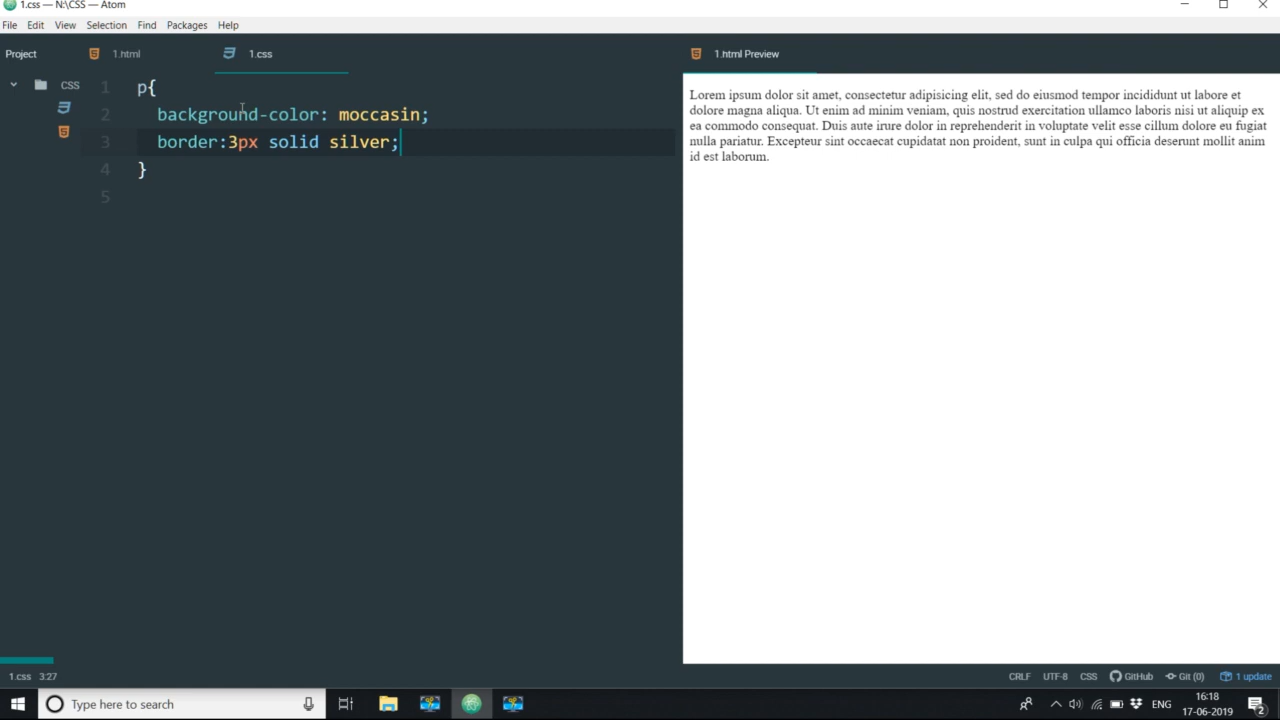 1.css — N:\CSS — Atom
File Edit View Selection Find Packages Help
Project 1.html 1.css 1.html Preview
CSS
1 p{
2 background-color: moccasin;
3 border:3px solid silver;
4 }
5
Lorem ipsum dolor sit amet, consectetur adipisicing elit, sed do eiusmod tempor incididunt ut labore et
dolore magna aliqua. Ut enim ad minim veniam, quis nostrud exercitation ullamco laboris nisi ut aliquip ex
ea commodo consequat. Duis aute irure dolor in reprehenderit in voluptate velit esse cillum dolore eu fugiat
nulla pariatur. Excepteur sint occaecat cupidatat non proident, sunt in culpa qui officia deserunt mollit anim
id est laborum.
1.css 3:27 CRLF UTF-8 CSS GitHub Git (0) 1 update
Type here to search ENG 16:18
17-06-2019 2